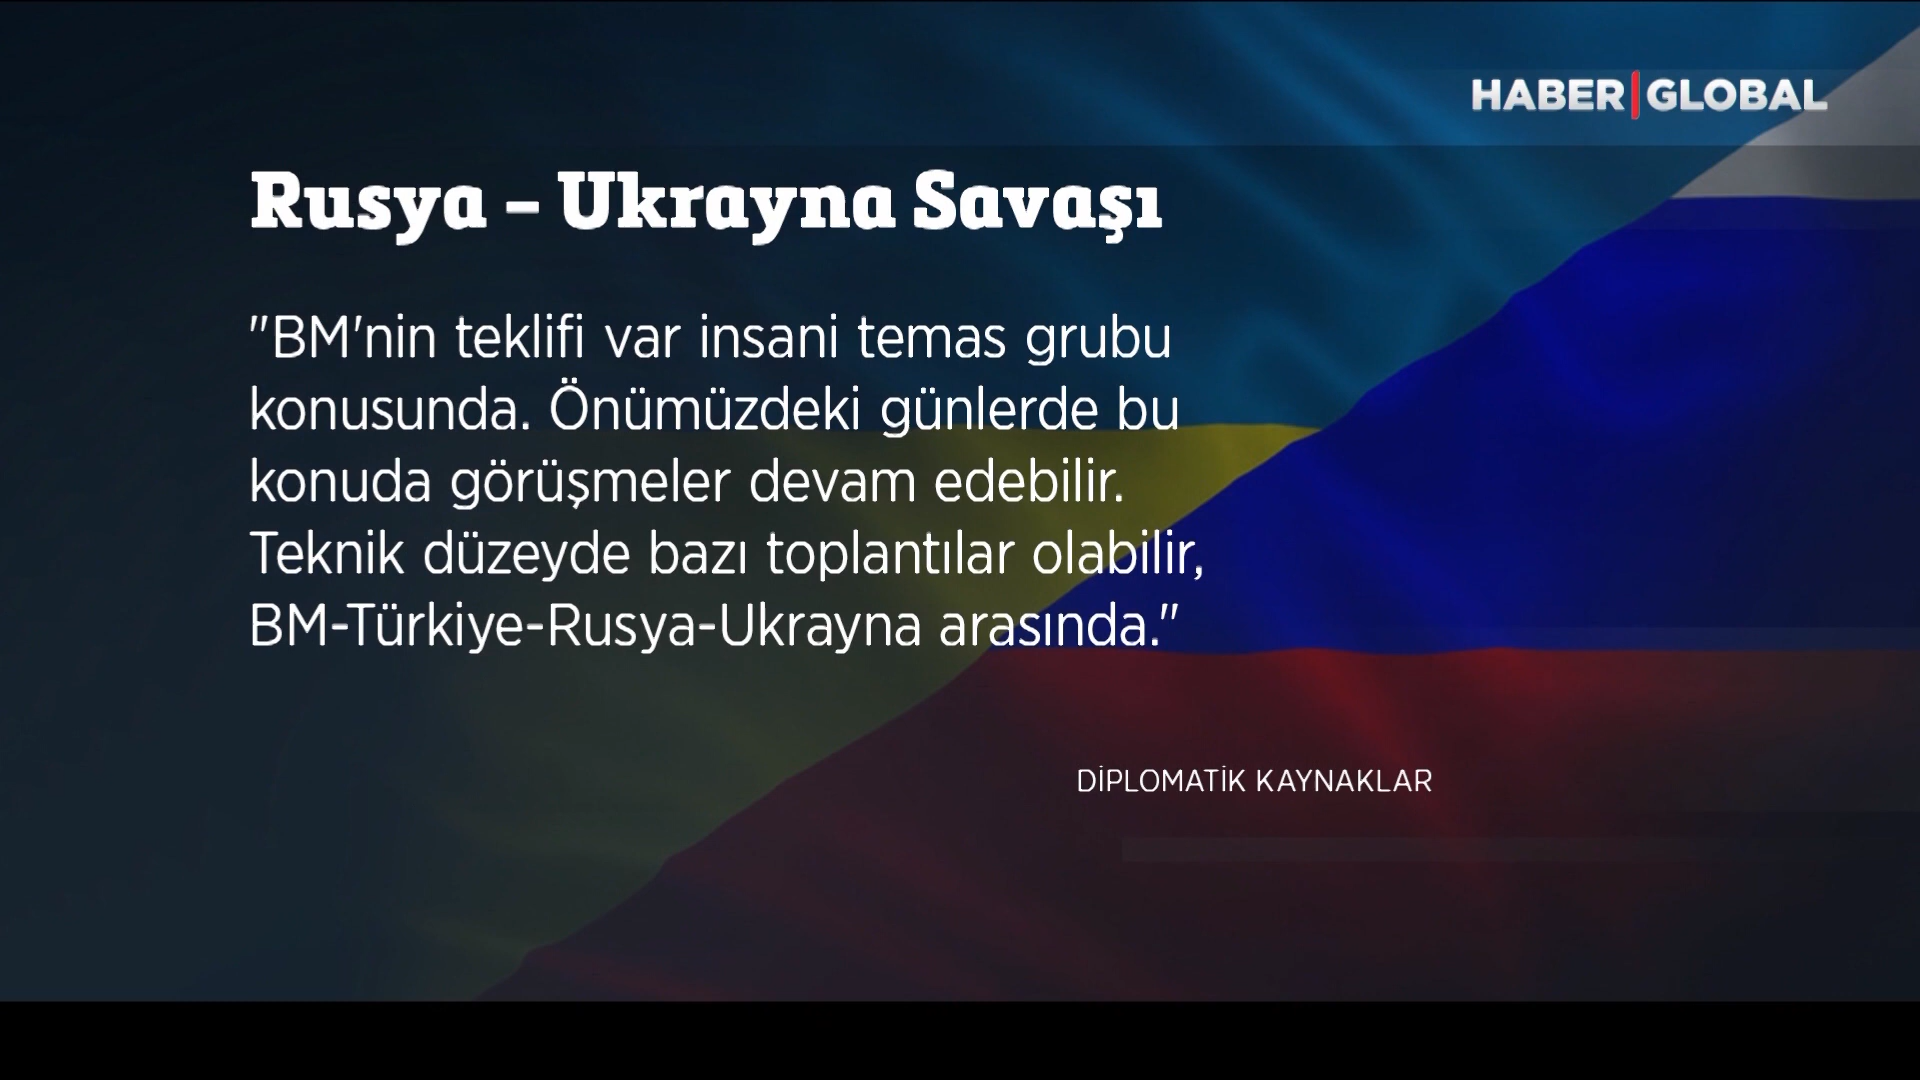 HABER GLOBAL
Rusya – Ukrayna Savaşı
"BM'nin teklifi var insani temas grubu
konusunda. Önümüzdeki günlerde bu
konuda görüşmeler devam edebilir.
Teknik düzeyde bazı toplantılar olabilir,
BM-Türkiye-Rusya-Ukrayna arasında."
DİPLOMATİK KAYNAKLAR